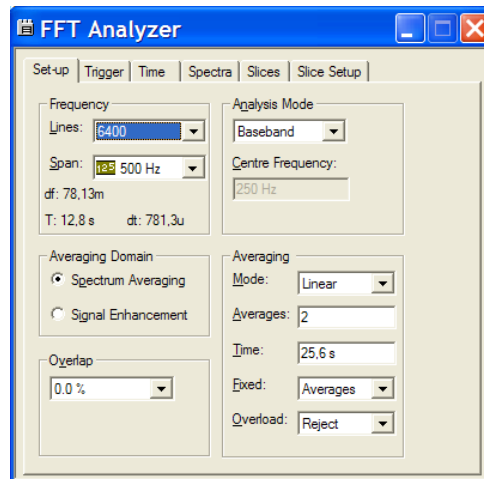 FFT Analyzer
Set-up Trigger Time Spectra Slices Slice Setup
Frequency
Lines: 6400
Span: 125 500 Hz
df: 78,13m
T: 12,8 s dt: 781,3u
Analysis Mode
Baseband
Centre Frequency:
250 Hz
Averaging Domain
Spectrum Averaging
Signal Enhancement
Overlap
0.0 %
Averaging
Mode: Linear
Averages: 2
Time: 25,6 s
Fixed: Averages
Overload: Reject